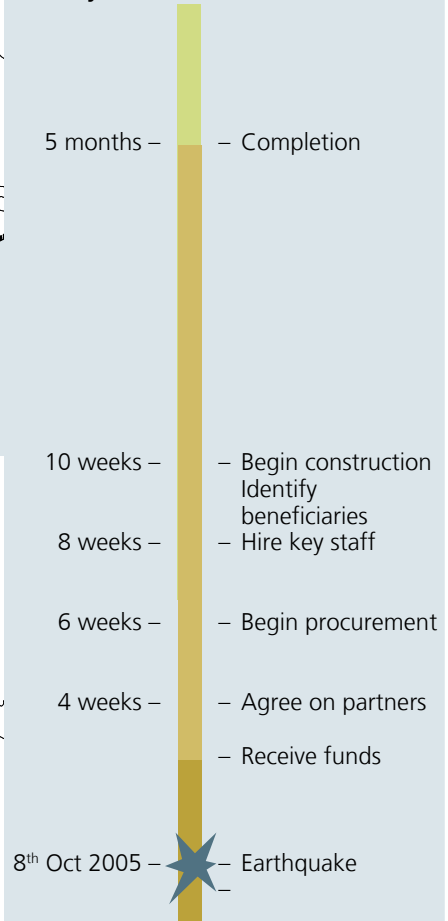 5 months – – Completion
10 weeks – – Begin construction
Identify
beneficiaries
8 weeks – – Hire key staff
6 weeks – – Begin procurement
4 weeks – – Agree on partners
– Receive funds
8th Oct 2005 – – Earthquake
–